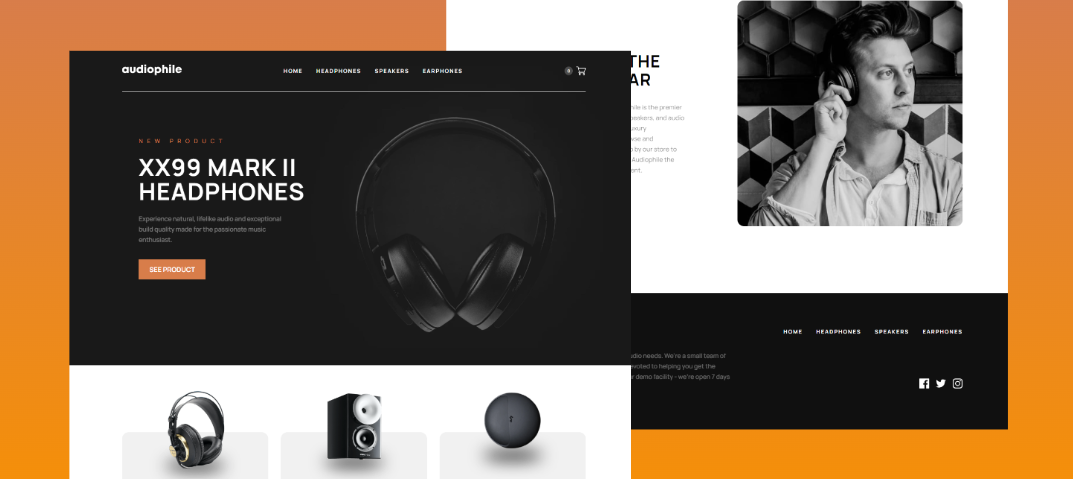 audiophile
HOME HEADPHONES SPEAKERS EARPHONES
0
NEW PRODUCT
XX99 MARK II
HEADPHONES
Experience natural, lifelike audio and exceptional
build quality made for the passionate music
enthusiast.
SEE PRODUCT
THE
AR
hile is the premier
eakers, and audio
uxury
ns and
by our store to
Audiophile the
ent.
HOME HEADPHONES SPEAKERS EARPHONES
udio needs. We're a small team of
evoted to helping you get the
r demo facility - we're open 7 days